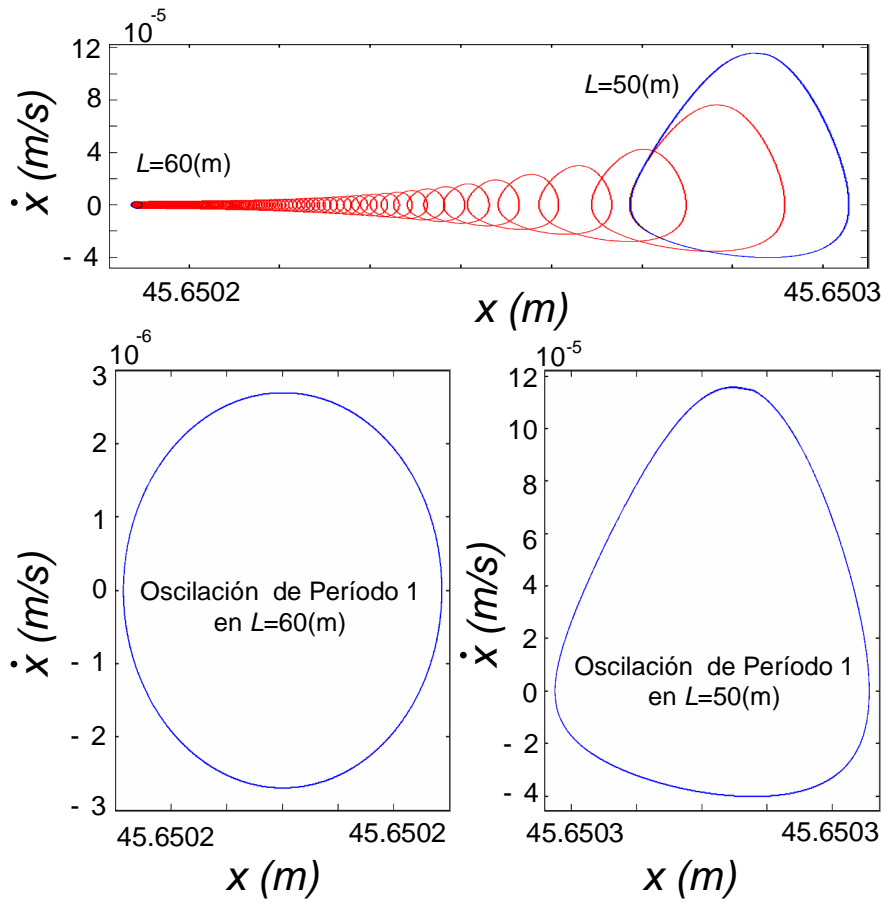 10-5
12
8
4
0
- 4
ẋ (m/s)
L=60(m)
L=50(m)
45.6502
45.6503
x (m)
10-6
3
2
1
0
- 1
- 2
- 3
ẋ (m/s)
Oscilación de Período 1
en L=60(m)
45.6502
45.6502
x (m)
10-5
12
10
8
6
4
2
0
- 2
- 4
ẋ (m/s)
Oscilación de Período 1
en L=50(m)
45.6503
45.6503
x (m)